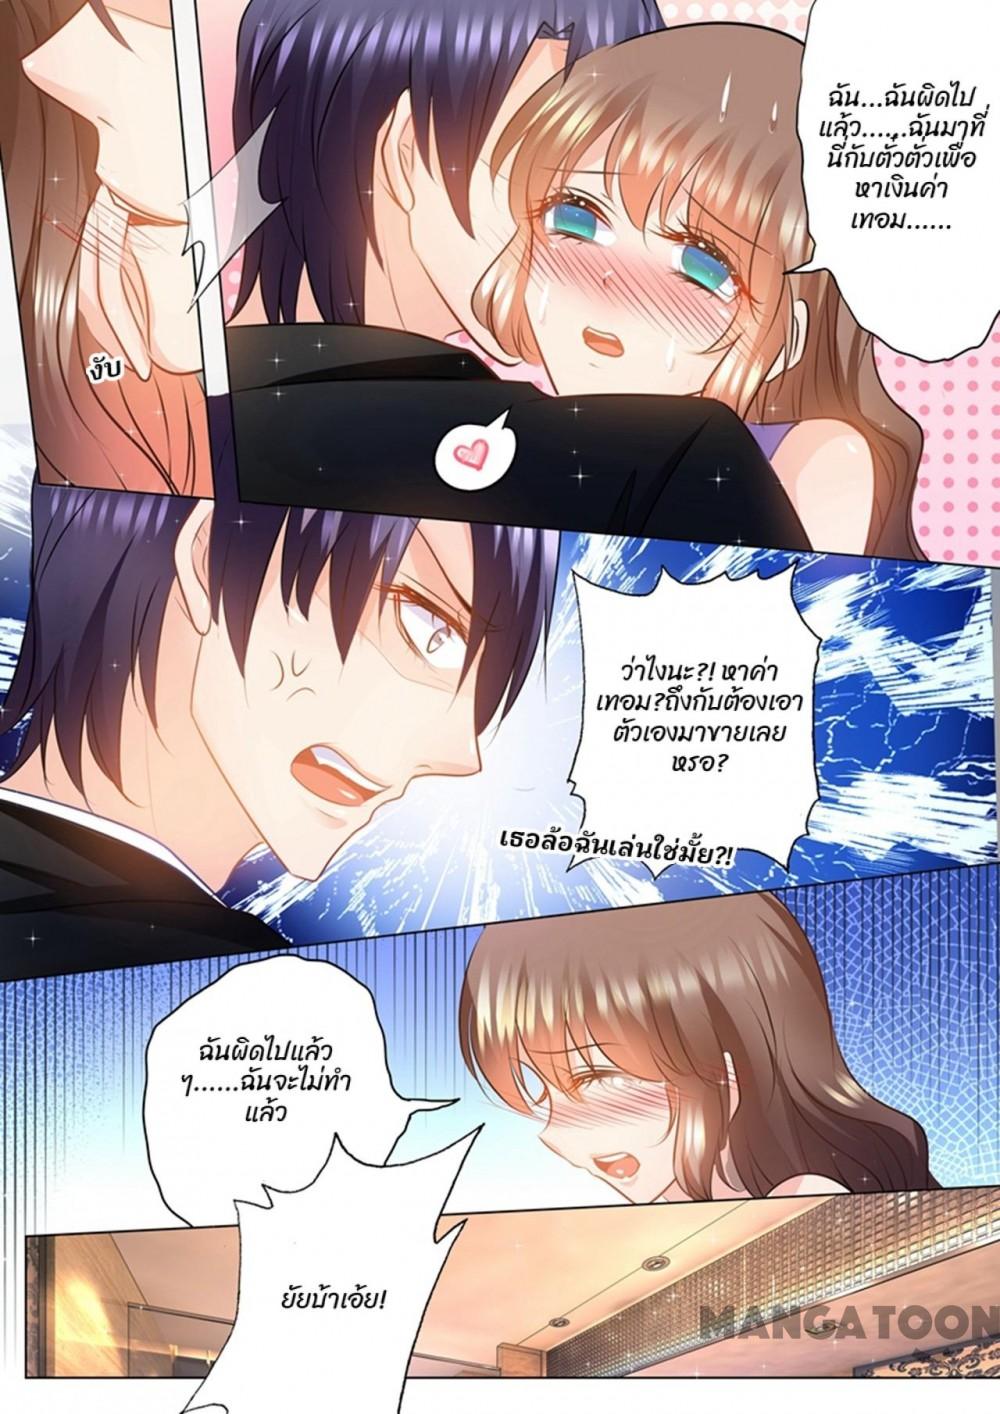 ฉัน...ฉันผิดไป
แล้ว......ฉันมาที่
นี่กับตั่วตั่วเพื่อ
หาเงินค่า
เทอม......
งับ
ว่าไงนะ?! หาค่า
เทอม?ถึงกับต้องเอา
ตัวเองมาขายเลย
หรอ?
เธอล้อฉันเล่นใช่มั้ย?!
ฉันผิดไปแล้ว
ๆ......ฉันจะไม่ทำ
แล้ว
ยัยบ้าเอ้ย!
MANGATOON